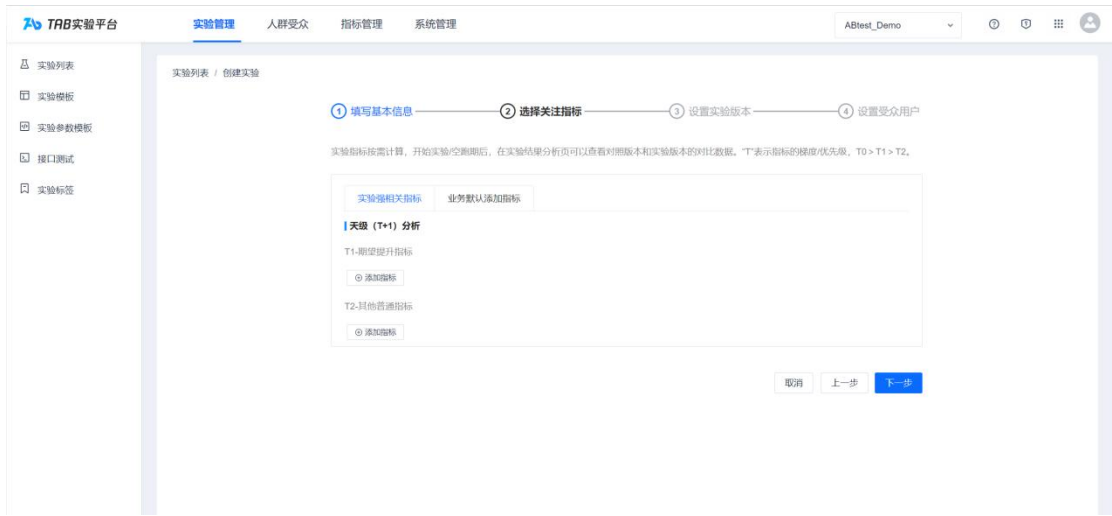 TAB实验平台
实验管理 人群受众 指标管理 系统管理
ABtest_Demo
实验列表
实验模板
实验参数模板
接口测试
实验标签
实验列表 / 创建实验
1 填写基本信息 2 选择关注指标 3 设置实验版本 4 设置受众用户
实验指标按需计算，开始实验/空跑期后，在实验结果分析页可以查看对照版本和实验版本的对比数据。"T"表示指标的梯度/优先级，T0 > T1 > T2。
实验强相关指标 业务默认添加指标
天级（T+1）分析
T1-期望提升指标
添加指标
T2-其他普通指标
添加指标
取消 上一步 下一步